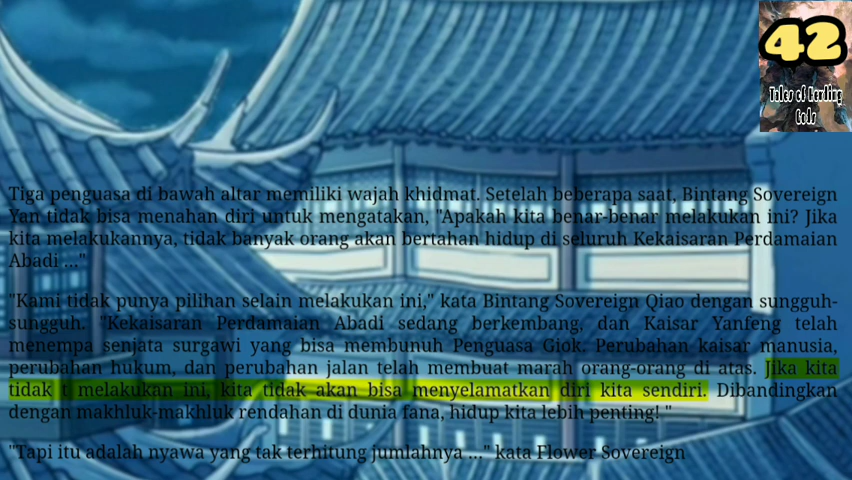 42
Tales of Herding
Gods
Tiga penguasa di bawah altar memiliki wajah khidmat. Setelah beberapa saat, Bintang Sovereign
Yan tidak bisa menahan diri untuk mengatakan, "Apakah kita benar-benar melakukan ini? Jika
kita melakukannya, tidak banyak orang akan bertahan hidup di seluruh Kekaisaran Perdamaian
Abadi ..."
"Kami tidak punya pilihan selain melakukan ini," kata Bintang Sovereign Qiao dengan sungguh-
sungguh. "Kekaisaran Perdamaian Abadi sedang berkembang, dan Kaisar Yanfeng telah
menempa senjata surgawi yang bisa membunuh Penguasa Giok. Perubahan kaisar manusia,
perubahan hukum, dan perubahan jalan telah membuat marah orang-orang di atas. Jika kita
tidak t melakukan ini, kita tidak akan bisa menyelamatkan diri kita sendiri. Dibandingkan
dengan makhluk-makhluk rendahan di dunia fana, hidup kita lebih penting! "
"Tapi itu adalah nyawa yang tak terhitung jumlahnya ..." kata Flower Sovereign